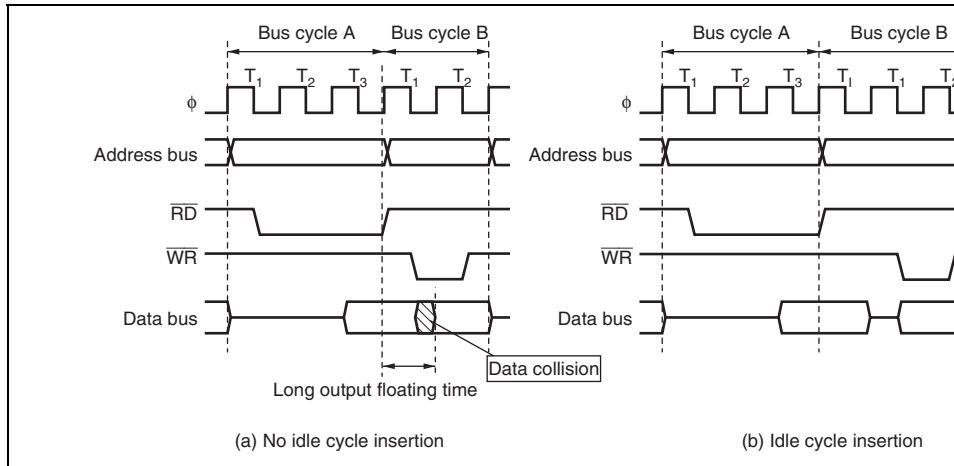 Bus cycle A Bus cycle B
T1 T2 T3 T1 T2
φ
Address bus
RD
WR
Data bus
Data collision
Long output floating time
(a) No idle cycle insertion
Bus cycle A Bus cycle B
T1 T2 T3 TI T1 T2
φ
Address bus
RD
WR
Data bus
(b) Idle cycle insertion